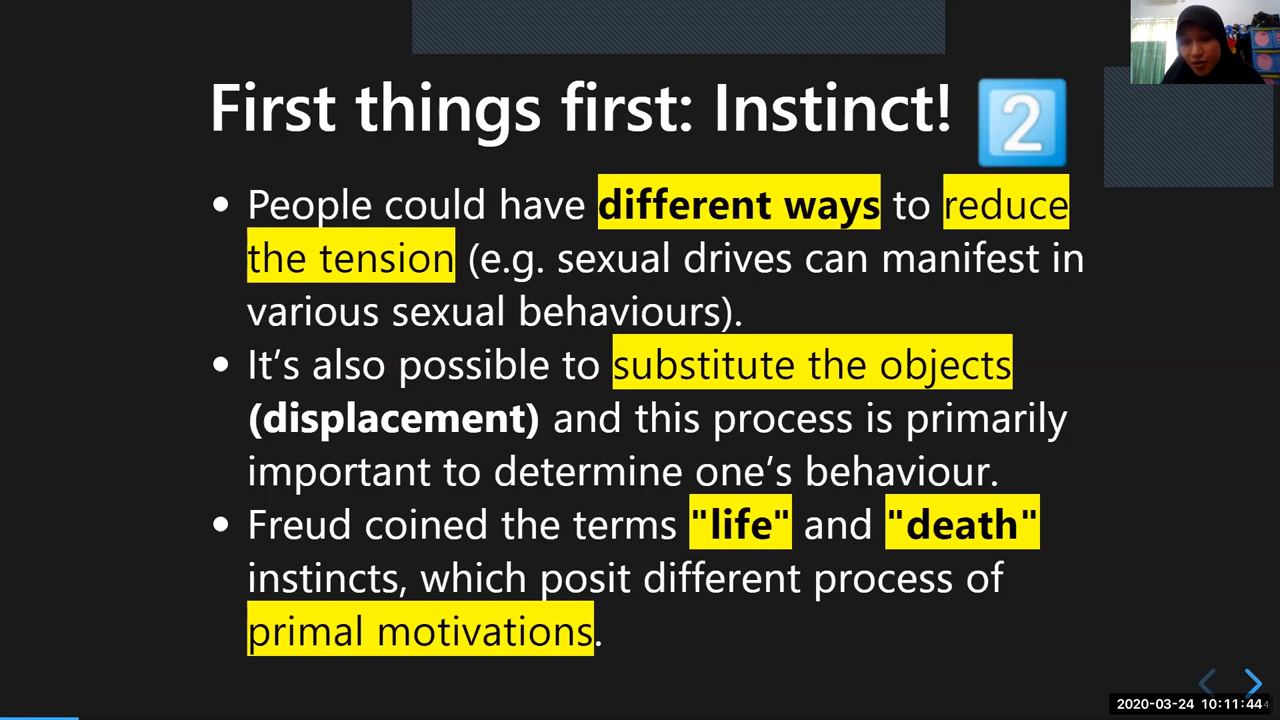 First things first: Instinct! 2
• People could have different ways to reduce
the tension (e.g. sexual drives can manifest in
various sexual behaviours).
• It’s also possible to substitute the objects
(displacement) and this process is primarily
important to determine one’s behaviour.
• Freud coined the terms "life" and "death"
instincts, which posit different process of
primal motivations.
2020-03-24 10:11:44